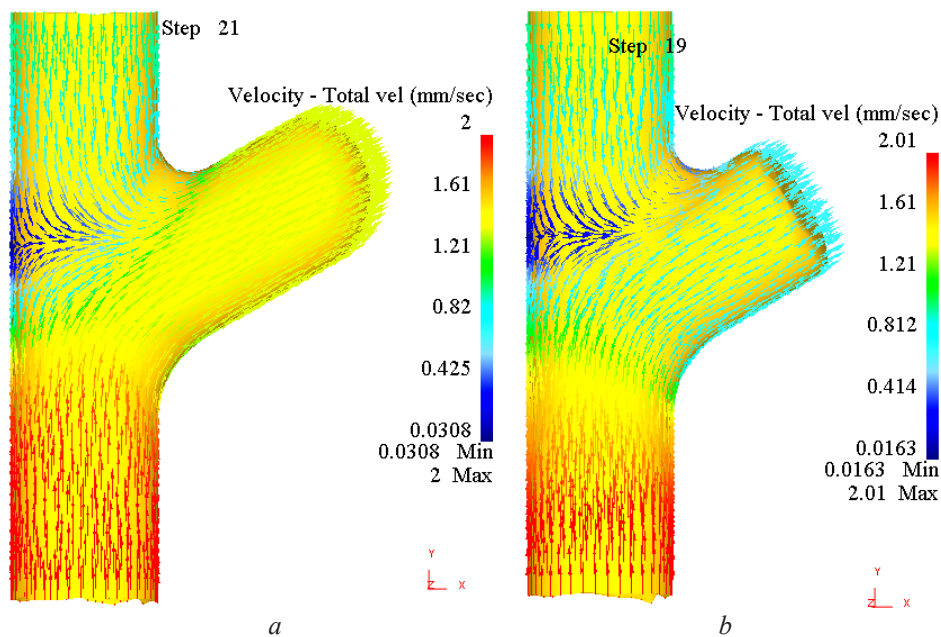 Step 21
Velocity - Total vel (mm/sec)
2
1.61
1.21
0.82
0.425
0.0308
0.0308 Min
2 Max
Y
Z X
a
Step 19
Velocity - Total vel (mm/sec)
2.01
1.61
1.21
0.812
0.414
0.0163
0.0163 Min
2.01 Max
Y
Z X
b